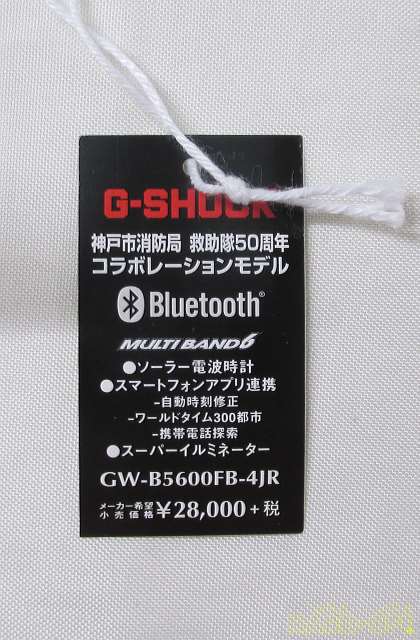 G-SHOCK
神戸市消防局 救助隊50周年
コラボレーションモデル
Bluetooth®
MULTI BAND 6
●ソーラー電波時計
●スマートフォンアプリ連携
-自動時刻修正
-ワールドタイム300都市
-携帯電話探索
●スーパーイルミネーター
GW-B5600FB-4JR
メーカー希望小売価格 ¥28,000+税